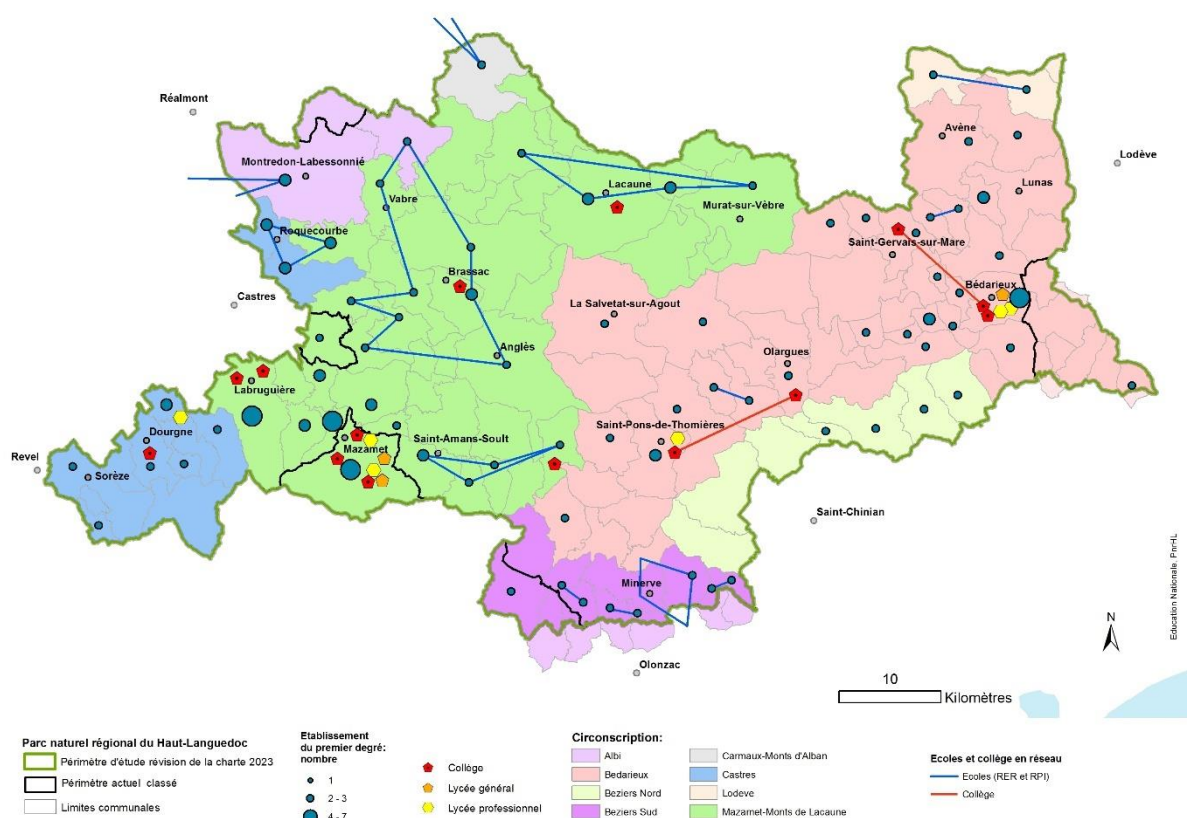 Réalmont
Montredon-Labessonnié
Avène
Lodève
Lacaune
Lunas
Vabre
Murat-sur-Vèbre
Roquecourbe
Saint-Gervais-sur-Mare
Brassac
Bédarieux
Castres
La Salvetat-sur-Agout
Anglès
Olargues
Labruguière
Saint-Pons-de-Thomières
Dourgne
Saint-Amans-Soult
Mazamet
Revel
Sorèze
Saint-Chinian
Minerve
Olonzac
N
10
Kilomètres
Education Nationale, PnrHL
Parc naturel régional du Haut-Languedoc
Périmètre d'étude révision de la charte 2023
Périmètre actuel classé
Limites communales
Etablissement
du premier degré:
nombre
1
2 - 3
4 - 7
Collège
Lycée général
Lycée professionnel
Circonscription:
Albi
Bedarieux
Beziers Nord
Beziers Sud
Carmaux-Monts d'Alban
Castres
Lodeve
Mazamet-Monts de Lacaune
Ecoles et collège en réseau
Ecoles (RER et RPI)
Collège